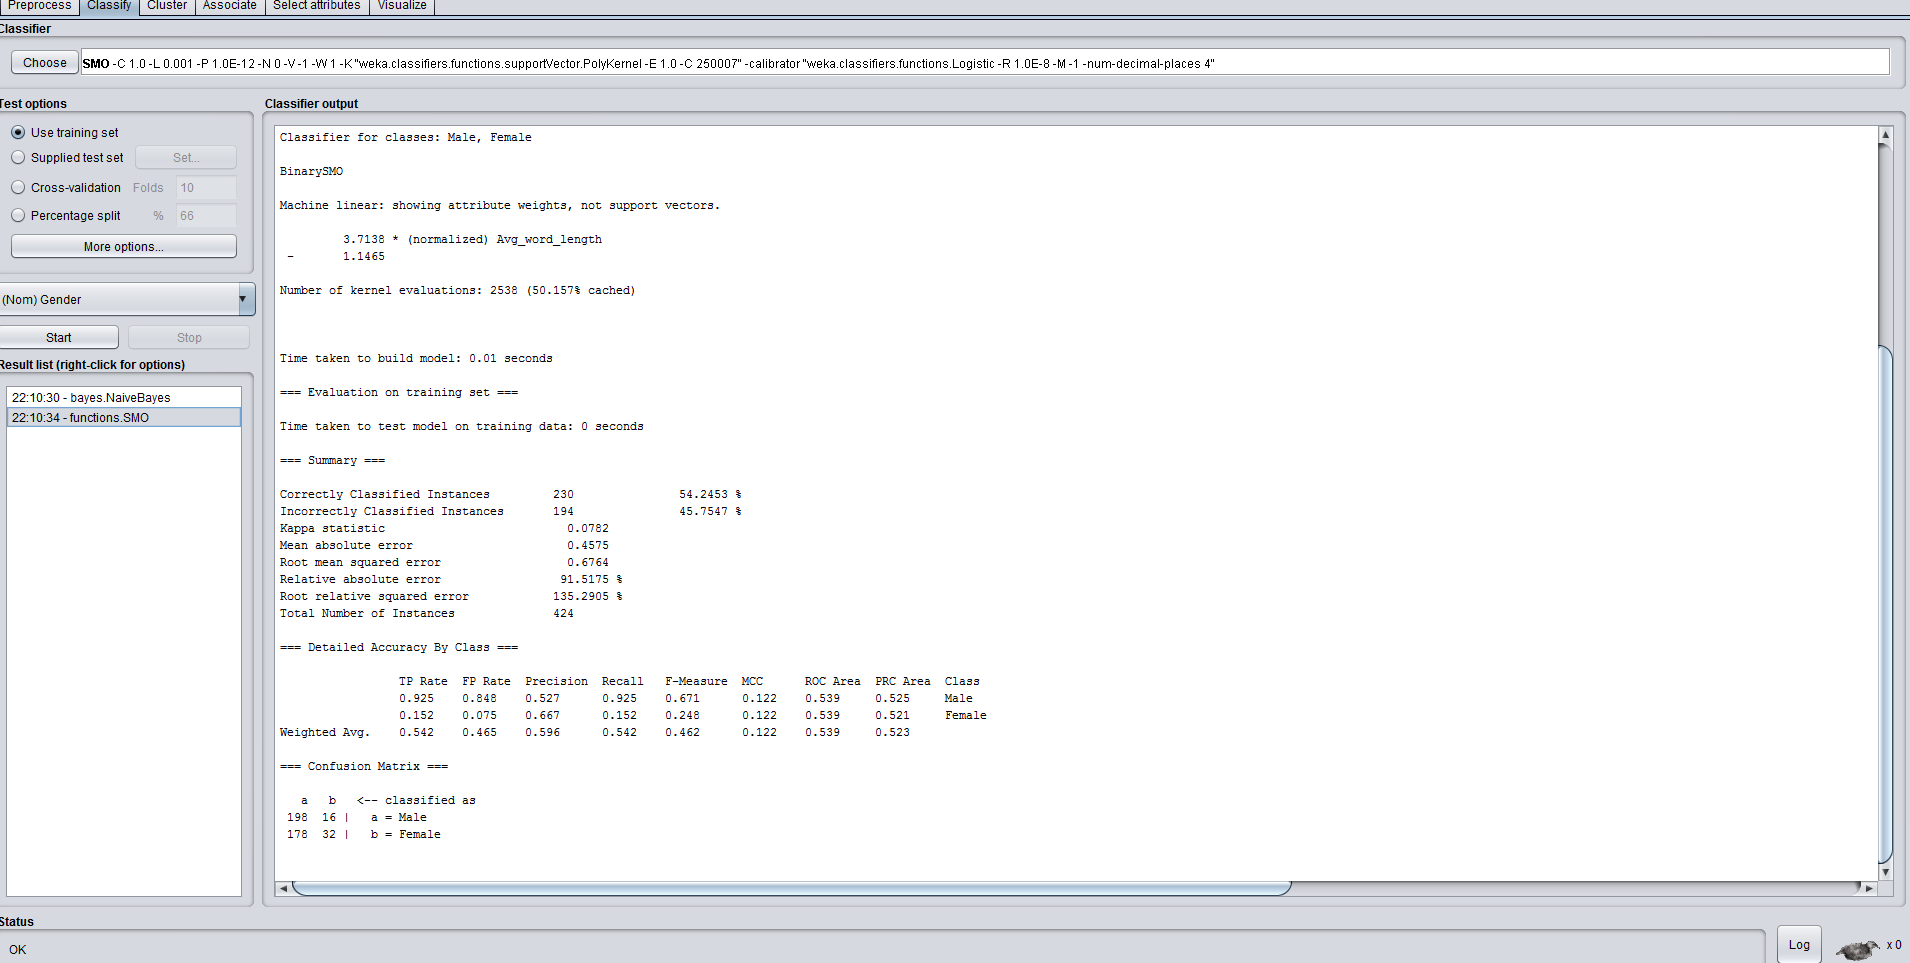 Preprocess Classify Cluster Associate Select attributes Visualize
Classifier
Choose SMO -C 1.0 -L 0.001 -P 1.0E-12 -N 0 -V -1 -W 1 -K "weka.classifiers.functions.supportVector.PolyKernel -E 1.0 -C 250007" -calibrator "weka.classifiers.functions.Logistic -R 1.0E-8 -M -1 -num-decimal-places 4"
Test options
Use training set
Supplied test set Set...
Cross-validation Folds 10
Percentage split % 66
More options...
(Nom) Gender
Start Stop
Result list (right-click for options)
22:10:30 - bayes.NaiveBayes
22:10:34 - functions.SMO
Classifier output
Classifier for classes: Male, Female
BinarySMO
Machine linear: showing attribute weights, not support vectors.
3.7138 * (normalized) Avg_word_length
- 1.1465
Number of kernel evaluations: 2538 (50.157% cached)
Time taken to build model: 0.01 seconds
=== Evaluation on training set ===
Time taken to test model on training data: 0 seconds
=== Summary ===
Correctly Classified Instances 230 54.2453 %
Incorrectly Classified Instances 194 45.7547 %
Kappa statistic 0.0782
Mean absolute error 0.4575
Root mean squared error 0.6764
Relative absolute error 91.5175 %
Root relative squared error 135.2905 %
Total Number of Instances 424
=== Detailed Accuracy By Class ===
TP Rate FP Rate Precision Recall F-Measure MCC ROC Area PRC Area Class
0.925 0.848 0.527 0.925 0.671 0.122 0.539 0.525 Male
0.152 0.075 0.667 0.152 0.248 0.122 0.539 0.521 Female
Weighted Avg. 0.542 0.465 0.596 0.542 0.462 0.122 0.539 0.523
=== Confusion Matrix ===
a b <-- classified as
198 16 | a = Male
178 32 | b = Female
Status
OK
Log x 0